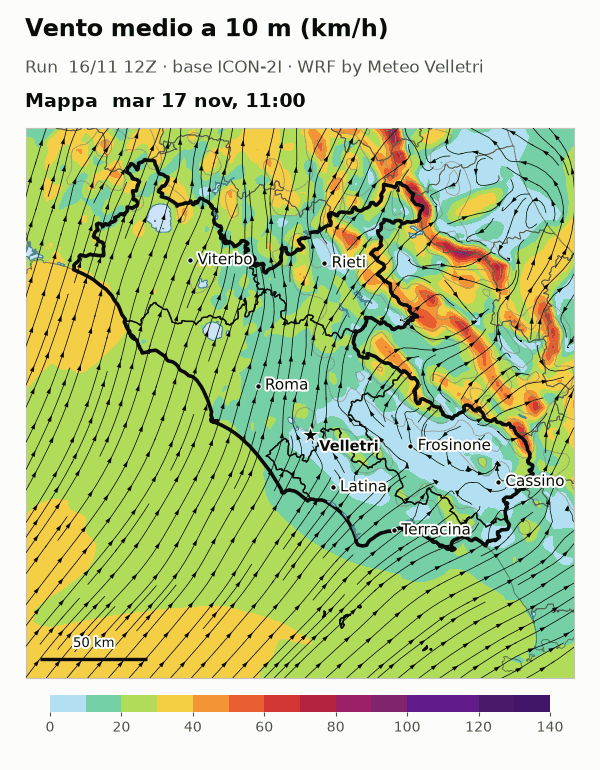 Vento medio a 10 m (km/h)
Run 16/11 12Z · base ICON-2I · WRF by Meteo Velletri
Mappa mar 17 nov, 11:00
Viterbo
Rieti
Roma
Velletri
Frosinone
Latina
Cassino
Terracina
50 km
0 20 40 60 80 100 120 140